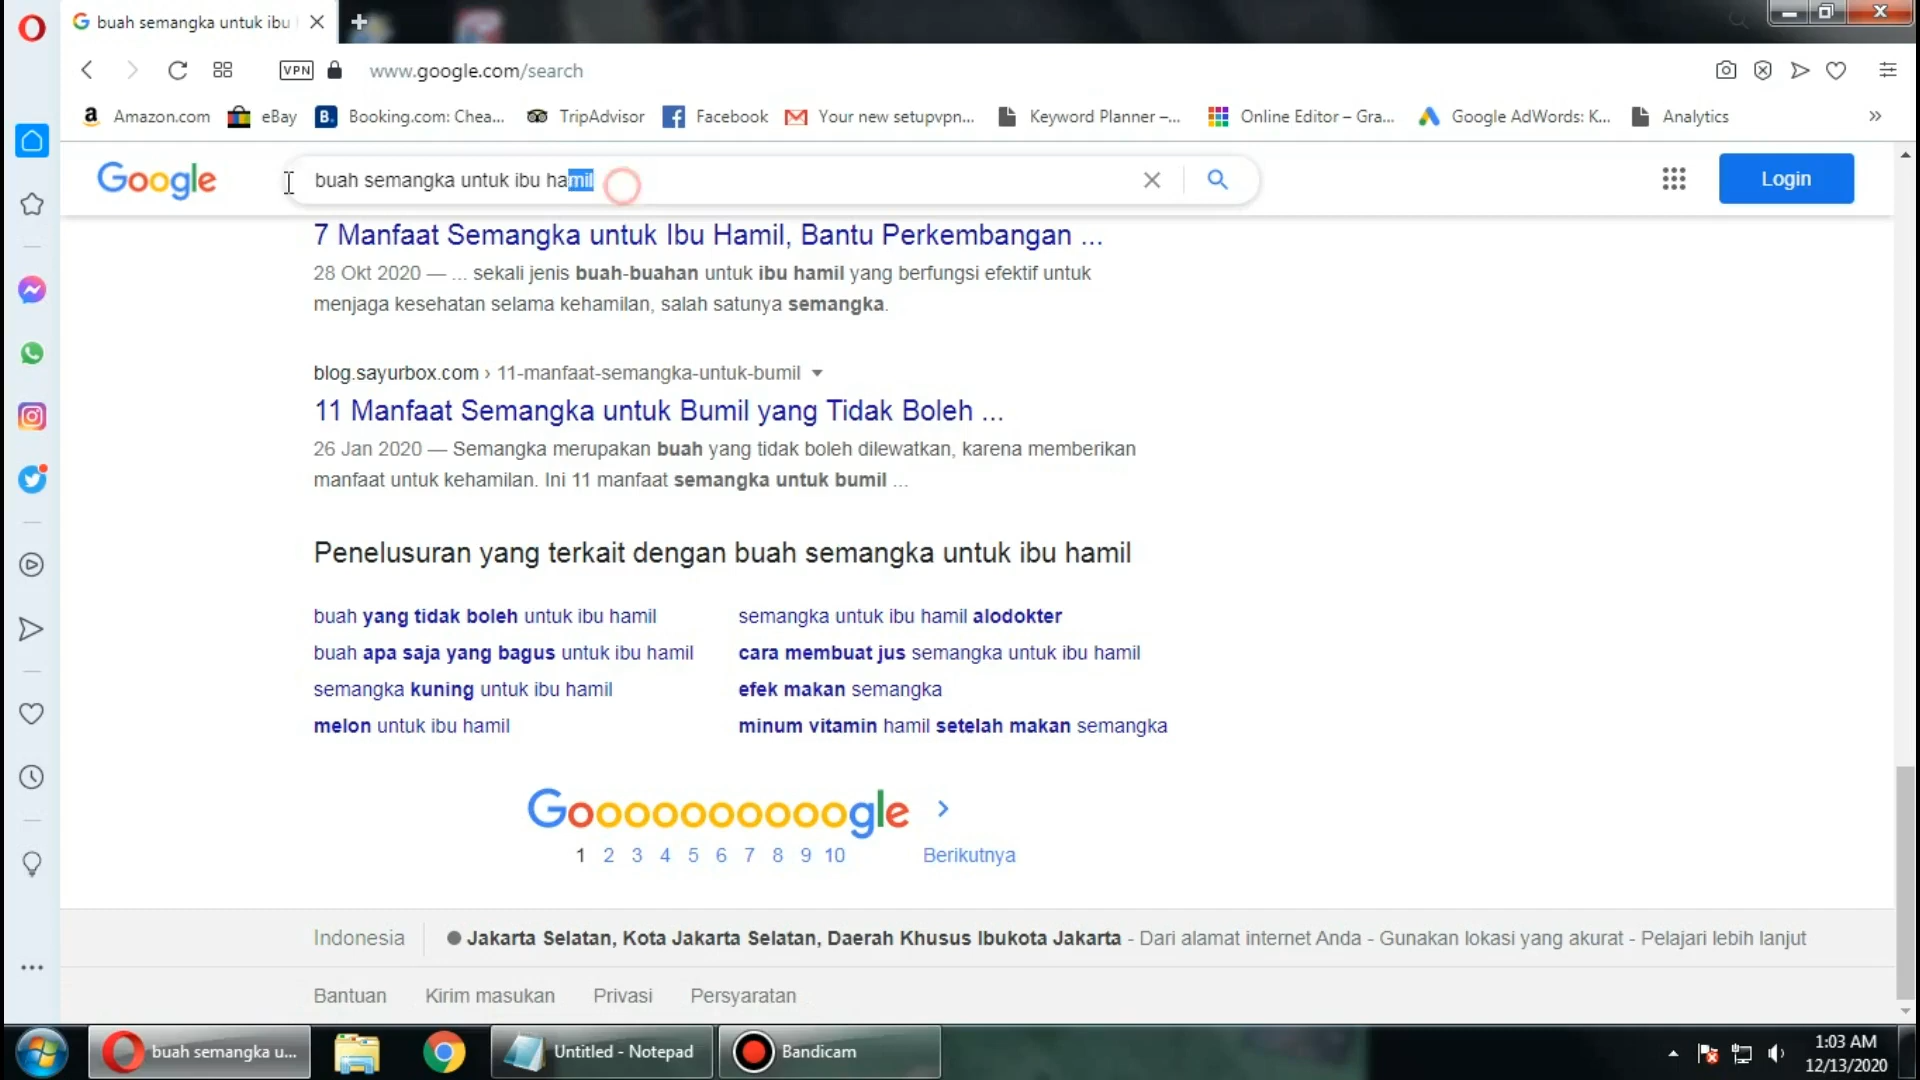 buah semangka untuk ibu
VPN
www.google.com/search
Amazon.com eBay Booking.com: Chea... TripAdvisor Facebook Your new setupvpn... Keyword Planner –... Online Editor – Gra... Google AdWords: K... Analytics
Google
buah semangka untuk ibu hamil
Login
7 Manfaat Semangka untuk Ibu Hamil, Bantu Perkembangan ...
28 Okt 2020 — ... sekali jenis buah-buahan untuk ibu hamil yang berfungsi efektif untuk
menjaga kesehatan selama kehamilan, salah satunya semangka.
blog.sayurbox.com › 11-manfaat-semangka-untuk-bumil
11 Manfaat Semangka untuk Bumil yang Tidak Boleh ...
26 Jan 2020 — Semangka merupakan buah yang tidak boleh dilewatkan, karena memberikan
manfaat untuk kehamilan. Ini 11 manfaat semangka untuk bumil ...
Penelusuran yang terkait dengan buah semangka untuk ibu hamil
buah yang tidak boleh untuk ibu hamil
buah apa saja yang bagus untuk ibu hamil
semangka kuning untuk ibu hamil
melon untuk ibu hamil
semangka untuk ibu hamil alodokter
cara membuat jus semangka untuk ibu hamil
efek makan semangka
minum vitamin hamil setelah makan semangka
Goooooooooogle
1 2 3 4 5 6 7 8 9 10 Berikutnya
Indonesia
Jakarta Selatan, Kota Jakarta Selatan, Daerah Khusus Ibukota Jakarta - Dari alamat internet Anda - Gunakan lokasi yang akurat - Pelajari lebih lanjut
Bantuan Kirim masukan Privasi Persyaratan
buah semangka u...
Untitled - Notepad
Bandicam
1:03 AM
12/13/2020